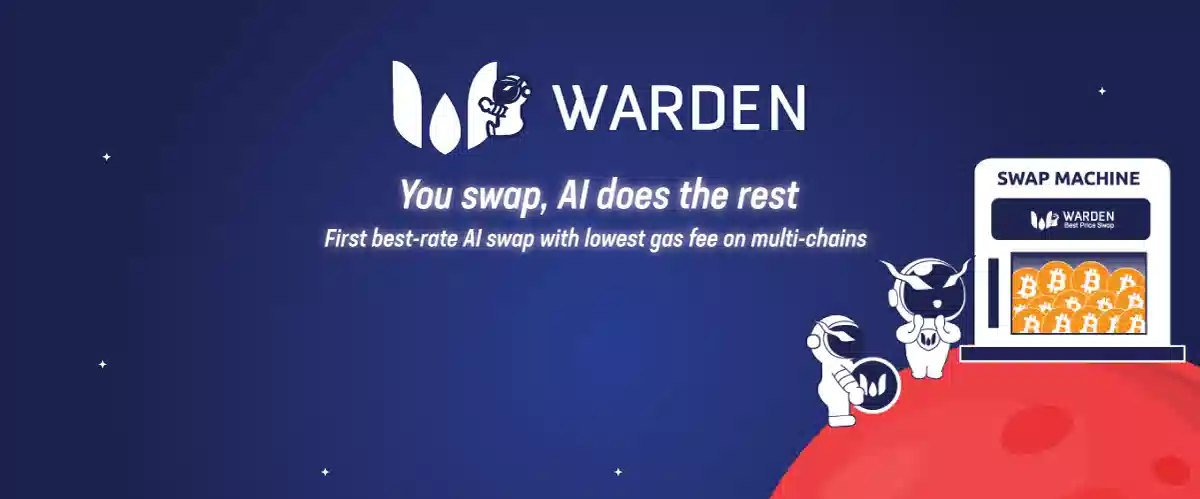 WARDEN
You swap, AI does the rest
First best-rate AI swap with lowest gas fee on multi-chains
SWAP MACHINE
WARDEN
Best Price Swap